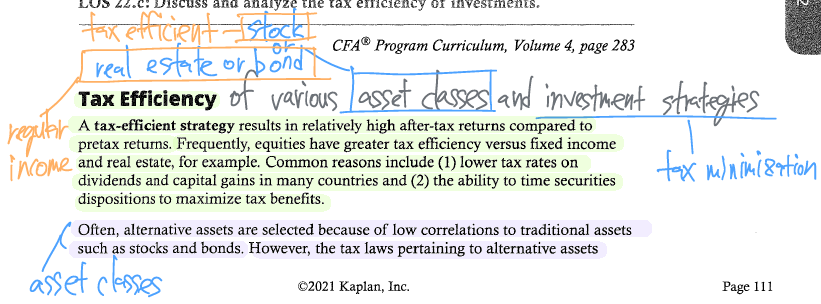 LOS 22.c: Discuss and analyze the tax efficiency of investments.
tax efficient - stock
or
CFA® Program Curriculum, Volume 4, page 283
real estate or bond
Tax Efficiency of various asset classes and investment strategies
regular
income
A tax-efficient strategy results in relatively high after-tax returns compared to
pretax returns. Frequently, equities have greater tax efficiency versus fixed income
and real estate, for example. Common reasons include (1) lower tax rates on
dividends and capital gains in many countries and (2) the ability to time securities
dispositions to maximize tax benefits.
tax minimisation
Often, alternative assets are selected because of low correlations to traditional assets
such as stocks and bonds. However, the tax laws pertaining to alternative assets
asset classes
©2021 Kaplan, Inc.
Page 111